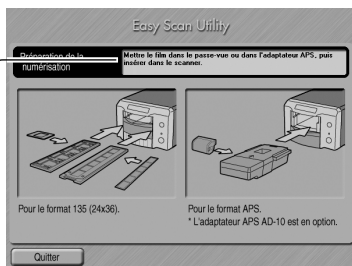 Easy Scan Utility
Préparation de la
numérisation
Mettre le film dans le passe-vue ou dans l'adaptateur APS, puis
insérer dans le scanner.
Pour le format 135 (24x36).
Pour le format APS.
* L'adaptateur APS AD-10 est en option.
Quitter